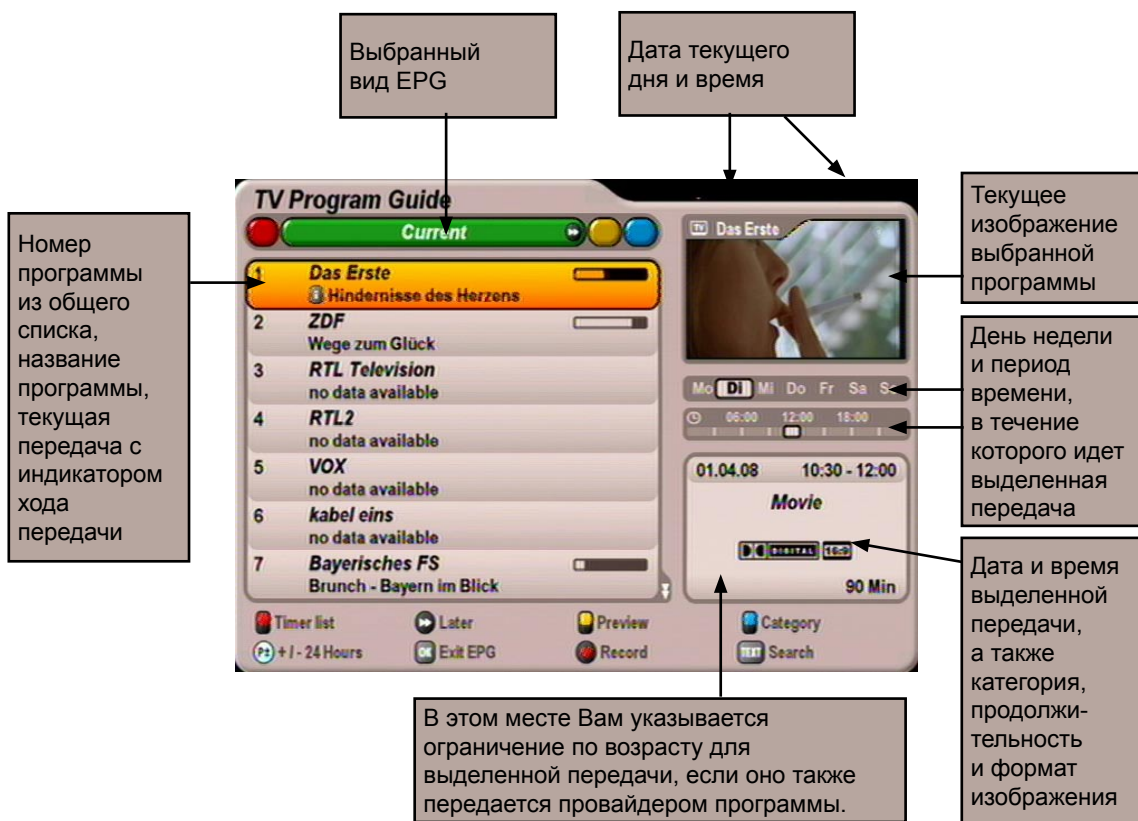 Выбранный
вид EPG
Дата текущего
дня и время
Номер
программы
из общего
списка,
название
программы,
текущая
передача с
индикатором
хода
передачи
TV Program Guide
Current
1 Das Erste
Hindernisse des Herzens
2 ZDF
Wege zum Glück
3 RTL Television
no data available
4 RTL2
no data available
5 VOX
no data available
6 kabel eins
no data available
7 Bayerisches FS
Brunch - Bayern im Blick
TV Das Erste
Mo Di Mi Do Fr Sa So
06:00 12:00 18:00
01.04.08 10:30 - 12:00
Movie
DIGITAL 16:9
90 Min
Timer list Later Preview Category
P± + / - 24 Hours OK Exit EPG Record TEXT Search
Текущее
изображение
выбранной
программы
День недели
и период
времени,
в течение
которого идет
выделенная
передача
Дата и время
выделенной
передачи,
а также
категория,
продолжи-
тельность
и формат
изображения
В этом месте Вам указывается
ограничение по возрасту для
выделенной передачи, если оно также
передается провайдером программы.